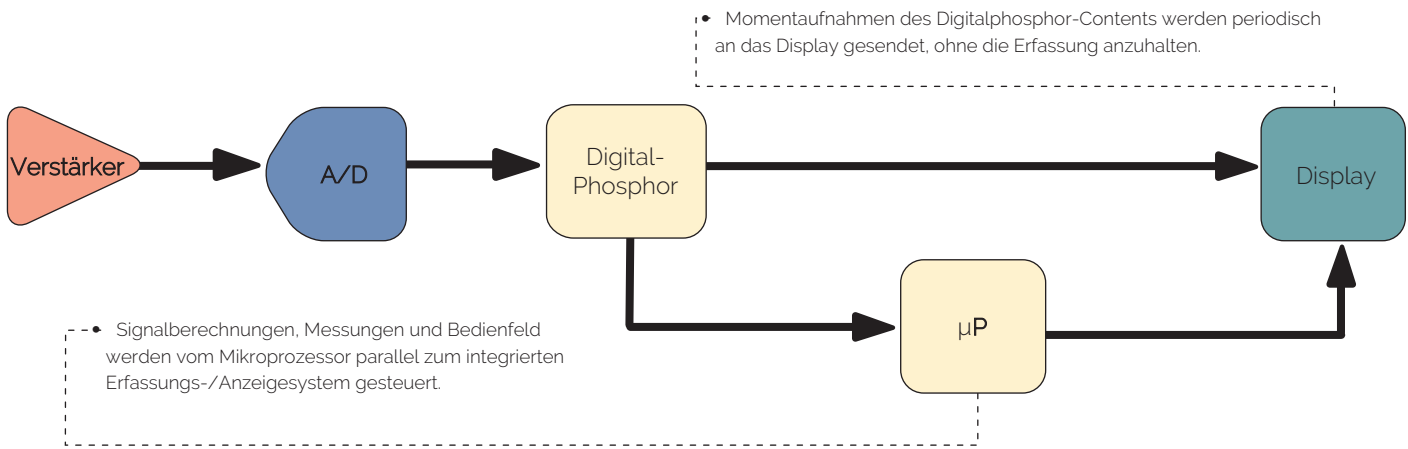 • Momentaufnahmen des Digitalphosphor-Contents werden periodisch
an das Display gesendet, ohne die Erfassung anzuhalten.
Verstärker
A/D
Digital-
Phosphor
Display
• Signalberechnungen, Messungen und Bedienfeld
werden vom Mikroprozessor parallel zum integrierten
Erfassungs-/Anzeigesystem gesteuert.
µP